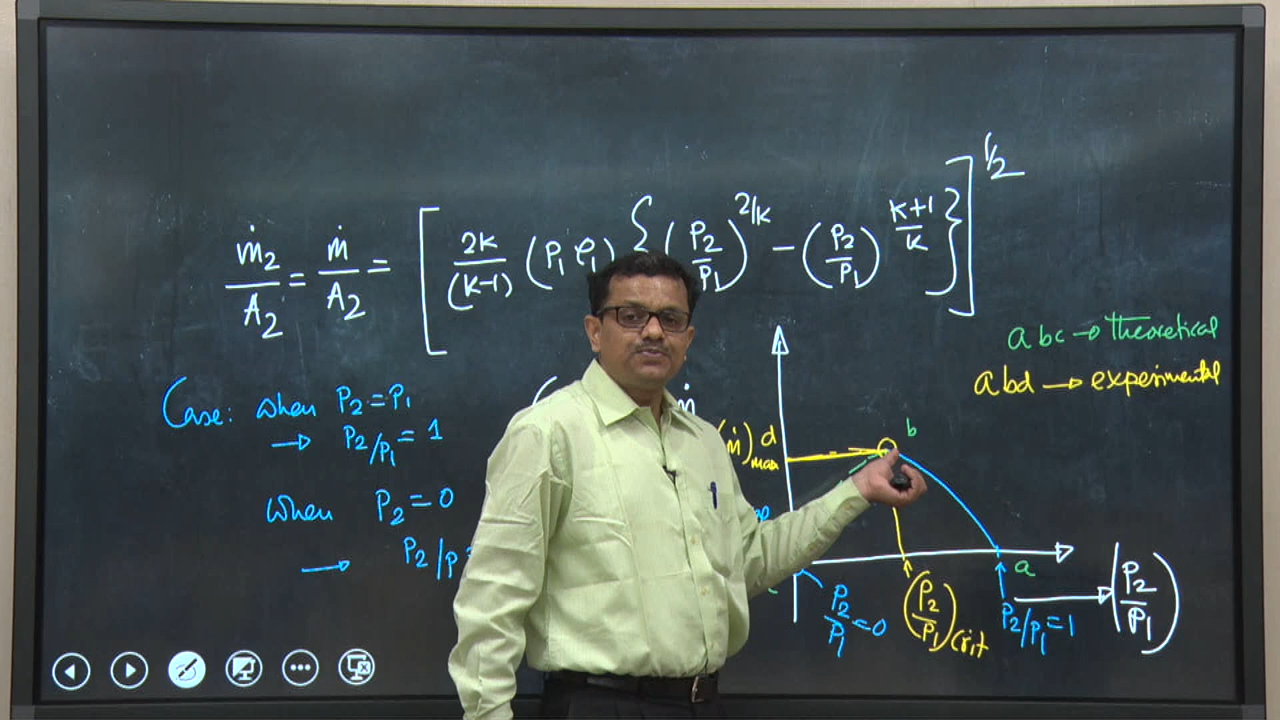 ṁ₂/A₂ = ṁ/A₂ = [ 2K/(K-1) (P₁ ρ₁) { (P₂/P₁)^(2/K) - (P₂/P₁)^((K+1)/K) } ]^(1/2)
abc → Theoretical
abd → experimental
Case: when P₂ = P₁
→ P₂/P₁ = 1
when P₂ = 0
→ P₂/P
ṁ
(ṁ)max d
b
a
P₂/P₁ = 0
(P₂/P₁)crit
P₂/P₁ = 1
(P₂/P₁)